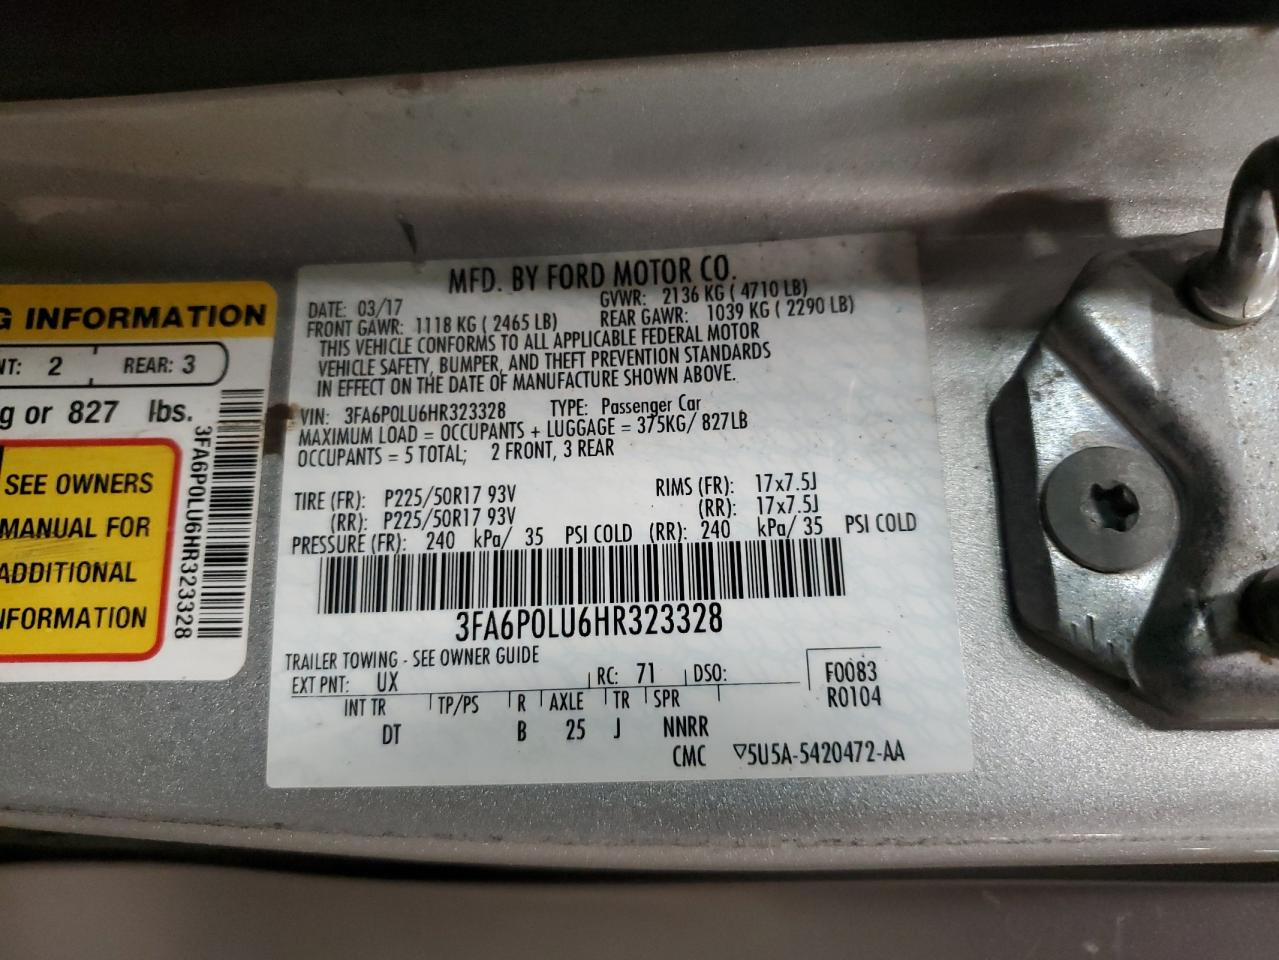 G INFORMATION
NT: 2 REAR: 3
g or 827 lbs.
SEE OWNERS
MANUAL FOR
ADDITIONAL
NFORMATION
3FA6P0LU6HR323328
MFD. BY FORD MOTOR CO.
DATE: 03/17 GVWR: 2136 KG ( 4710 LB)
FRONT GAWR: 1118 KG ( 2465 LB) REAR GAWR: 1039 KG ( 2290 LB)
THIS VEHICLE CONFORMS TO ALL APPLICABLE FEDERAL MOTOR
VEHICLE SAFETY, BUMPER, AND THEFT PREVENTION STANDARDS
IN EFFECT ON THE DATE OF MANUFACTURE SHOWN ABOVE.
VIN: 3FA6P0LU6HR323328 TYPE: Passenger Car
MAXIMUM LOAD = OCCUPANTS + LUGGAGE = 375KG/ 827LB
OCCUPANTS = 5 TOTAL; 2 FRONT, 3 REAR
TIRE (FR): P225/50R17 93V RIMS (FR): 17x7.5J
(RR): P225/50R17 93V (RR): 17x7.5J
PRESSURE (FR): 240 kPa/ 35 PSI COLD (RR): 240 kPa/ 35 PSI COLD
3FA6P0LU6HR323328
TRAILER TOWING - SEE OWNER GUIDE
EXT PNT: UX RC: 71 DSO: F0083
INT TR TP/PS R AXLE TR SPR R0104
DT B 25 J NNRR
CMC ▽5U5A-5420472-AA